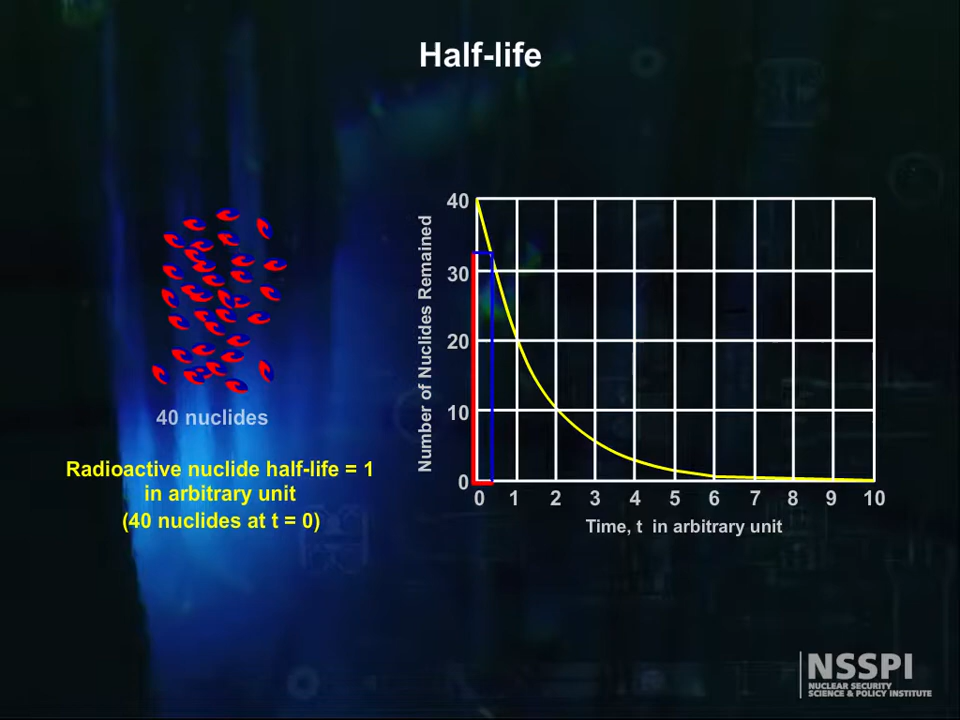 Half-life
40 nuclides
Radioactive nuclide half-life = 1
in arbitrary unit
(40 nuclides at t = 0)
Number of Nuclides Remained
40
30
20
10
0
0 1 2 3 4 5 6 7 8 9 10
Time, t in arbitrary unit
NSSPI
NUCLEAR SECURITY
SCIENCE & POLICY INSTITUTE